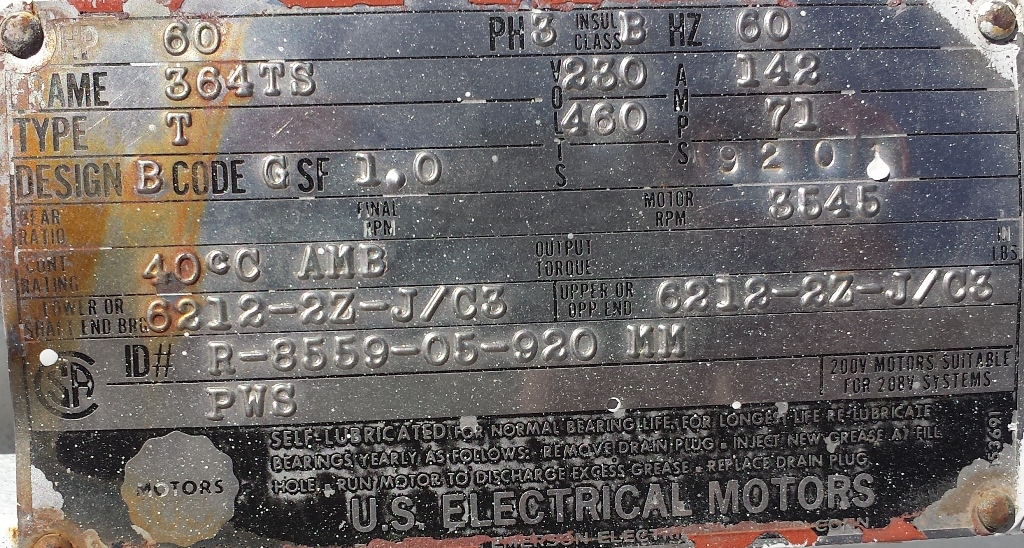 HP 60 PH 3 INSUL CLASS B HZ 60
FRAME 364TS VOLTS 230 AMPS 142
TYPE T 460 71
DESIGN B CODE G SF 1.0 9201
GEAR RATIO FINAL RPM MOTOR RPM 3545
CONT RATING 40°C AMB OUTPUT TORQUE IN LBS
LOWER OR SHAFT END BRG 6212-2Z-J/C3 UPPER OR OPP. END 6212-2Z-J/C3
ID# R-8559-05-920 MM
PWS 200V MOTORS SUITABLE FOR 208V SYSTEMS
SELF-LUBRICATED FOR NORMAL BEARING LIFE. FOR LONGER LIFE RE-LUBRICATE
BEARINGS YEARLY AS FOLLOWS: REMOVE DRAIN PLUG • INJECT NEW GREASE AT FILL
HOLE • RUN MOTOR TO DISCHARGE EXCESS GREASE • REPLACE DRAIN PLUG.
MOTORS
U.S. ELECTRICAL MOTORS
EMERSON ELECTRIC